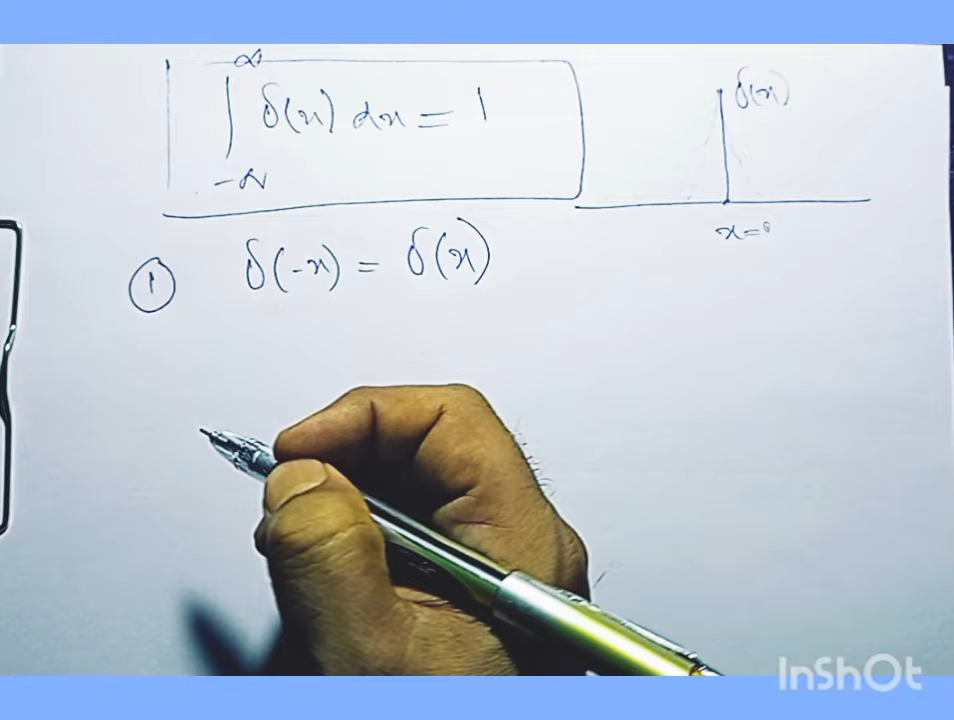 ∫_{-∞}^{∞} δ(x) dx = 1
δ(x)
x=0
① δ(-x) = δ(x)
InShOt